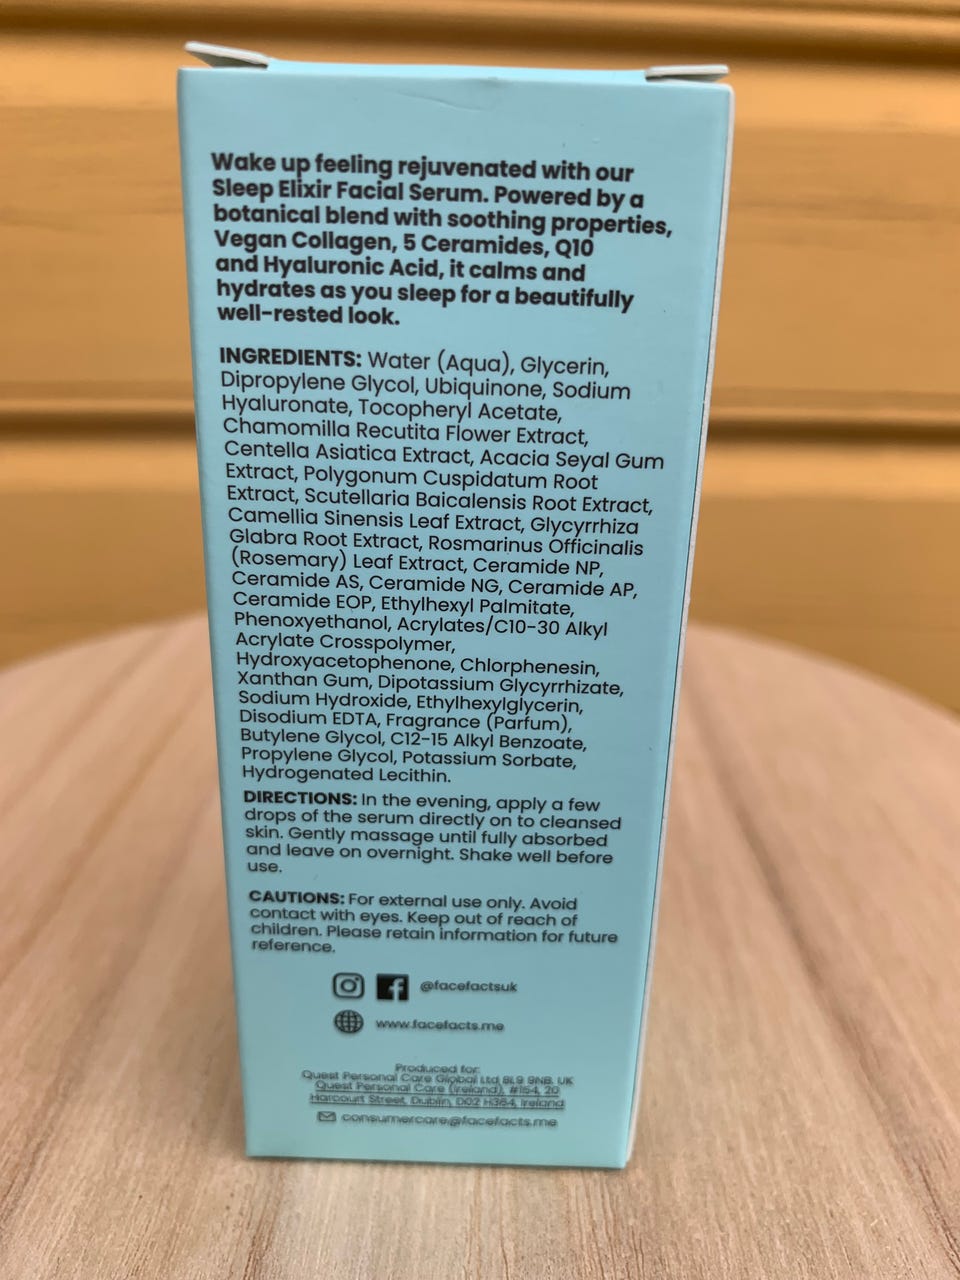 Wake up feeling rejuvenated with our
Sleep Elixir Facial Serum. Powered by a
botanical blend with soothing properties,
Vegan Collagen, 5 Ceramides, Q10
and Hyaluronic Acid, it calms and
hydrates as you sleep for a beautifully
well-rested look.
INGREDIENTS: Water (Aqua), Glycerin,
Dipropylene Glycol, Ubiquinone, Sodium
Hyaluronate, Tocopheryl Acetate,
Chamomilla Recutita Flower Extract,
Centella Asiatica Extract, Acacia Seyal Gum
Extract, Polygonum Cuspidatum Root
Extract, Scutellaria Baicalensis Root Extract,
Camellia Sinensis Leaf Extract, Glycyrrhiza
Glabra Root Extract, Rosmarinus Officinalis
(Rosemary) Leaf Extract, Ceramide NP,
Ceramide AS, Ceramide NG, Ceramide AP,
Ceramide EOP, Ethylhexyl Palmitate,
Phenoxyethanol, Acrylates/C10-30 Alkyl
Acrylate Crosspolymer,
Hydroxyacetophenone, Chlorphenesin,
Xanthan Gum, Dipotassium Glycyrrhizate,
Sodium Hydroxide, Ethylhexylglycerin,
Disodium EDTA, Fragrance (Parfum),
Butylene Glycol, C12-15 Alkyl Benzoate,
Propylene Glycol, Potassium Sorbate,
Hydrogenated Lecithin.
DIRECTIONS: In the evening, apply a few
drops of the serum directly on to cleansed
skin. Gently massage until fully absorbed
and leave on overnight. Shake well before
use.
CAUTIONS: For external use only. Avoid
contact with eyes. Keep out of reach of
children. Please retain information for future
reference.
@facefactsuk
www.facefacts.me
Produced for:
Quest Personal Care Global Ltd, BL9 9NB. UK
Quest Personal Care (Ireland), #154, 20
Harcourt Street, Dublin, D02 H364, Ireland
consumercare@facefacts.me